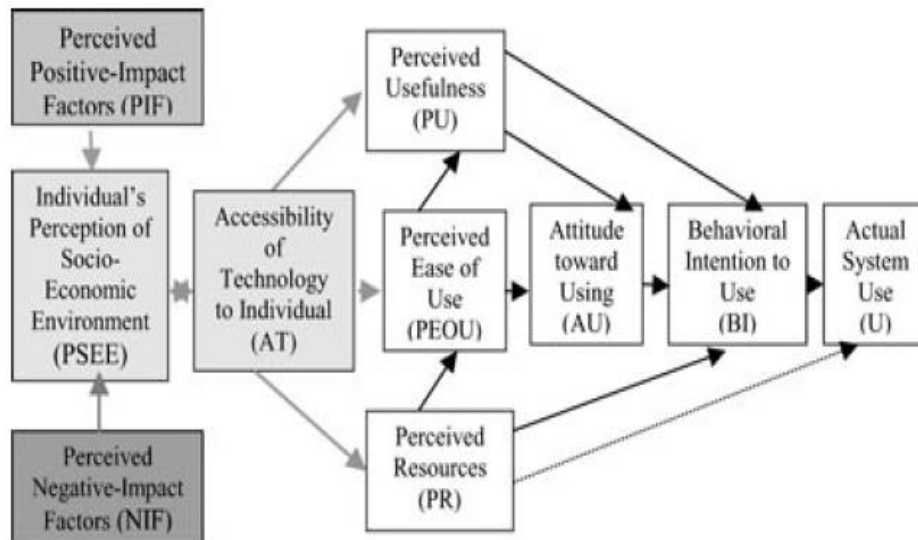 Perceived
Positive-Impact
Factors (PIF)
Individual's
Perception of
Socio-
Economic
Environment
(PSEE)
Perceived
Negative-Impact
Factors (NIF)
Accessibility
of
Technology
to Individual
(AT)
Perceived
Usefulness
(PU)
Perceived
Ease of
Use
(PEOU)
Perceived
Resources
(PR)
Attitude
toward
Using
(AU)
Behavioral
Intention to
Use
(BI)
Actual
System
Use
(U)